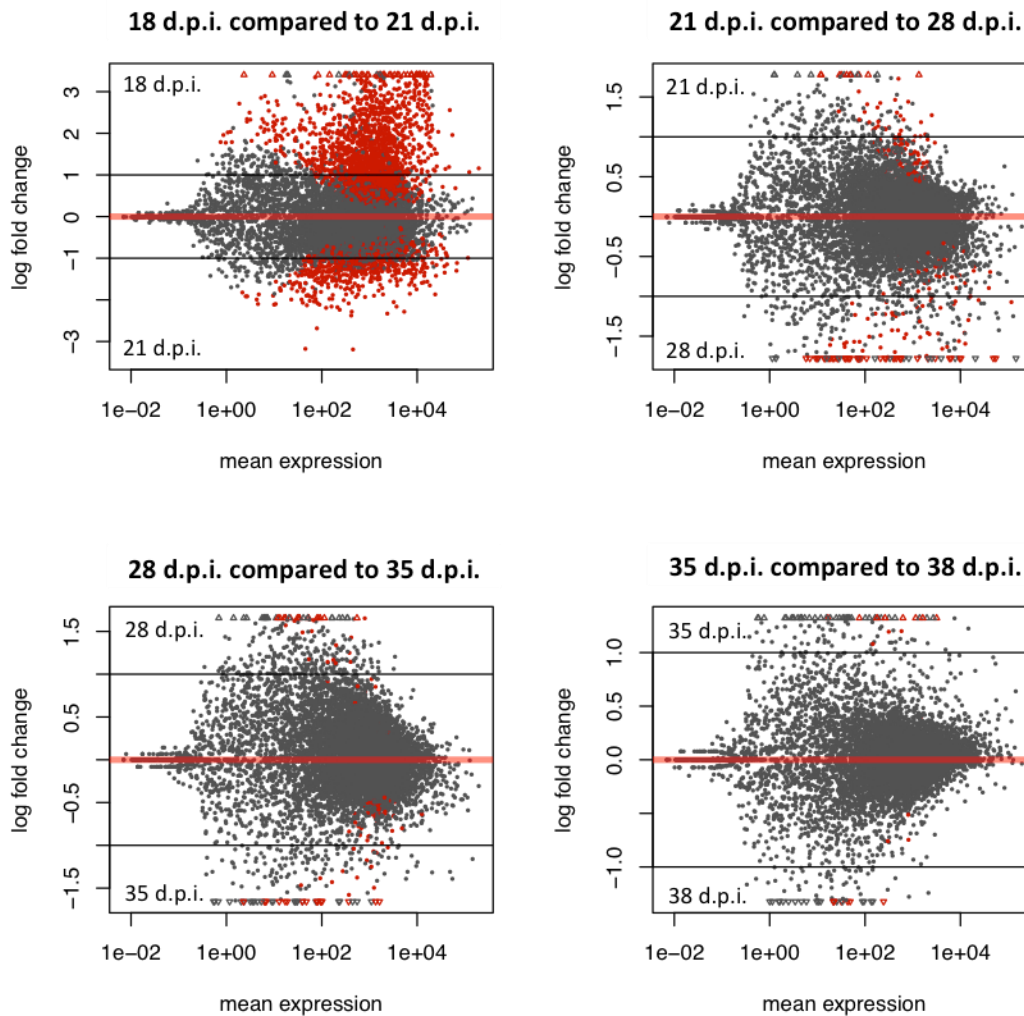 18 d.p.i. compared to 21 d.p.i.
18 d.p.i.
3
2
1
0
−1
−3
21 d.p.i.
log fold change
1e−02 1e+00 1e+02 1e+04
mean expression
21 d.p.i. compared to 28 d.p.i.
21 d.p.i.
1.5
0.5
−0.5
−1.5
28 d.p.i.
log fold change
1e−02 1e+00 1e+02 1e+04
mean expression
28 d.p.i. compared to 35 d.p.i.
28 d.p.i.
1.5
0.5
−0.5
−1.5
35 d.p.i.
log fold change
1e−02 1e+00 1e+02 1e+04
mean expression
35 d.p.i. compared to 38 d.p.i.
35 d.p.i.
1.0
0.5
0.0
−1.0
38 d.p.i.
log fold change
1e−02 1e+00 1e+02 1e+04
mean expression